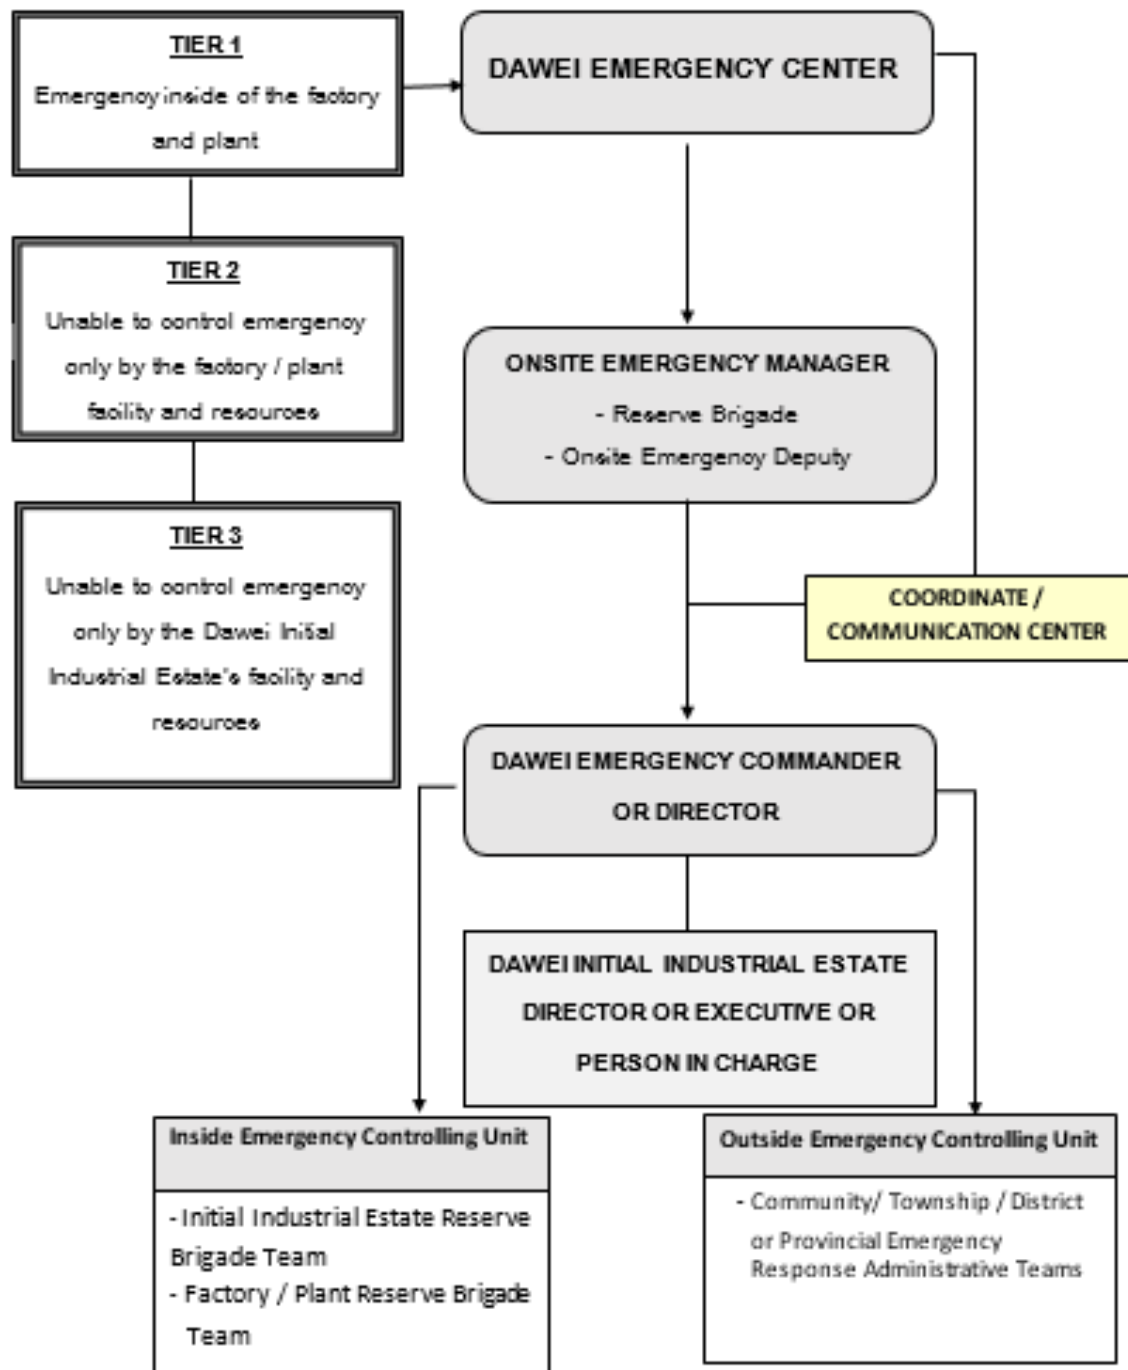 TIER 1
Emergency inside of the factory
and plant
DAWEI EMERGENCY CENTER
TIER 2
Unable to control emergency
only by the factory / plant
facility and resources
ONSITE EMERGENCY MANAGER
- Reserve Brigade
- Onsite Emergency Deputy
TIER 3
Unable to control emergency
only by the Dawei Initial
Industrial Estate's facility and
resources
COORDINATE /
COMMUNICATION CENTER
DAWEI EMERGENCY COMMANDER
OR DIRECTOR
DAWEI INITIAL INDUSTRIAL ESTATE
DIRECTOR OR EXECUTIVE OR
PERSON IN CHARGE
Inside Emergency Controlling Unit
- Initial Industrial Estate Reserve
Brigade Team
- Factory / Plant Reserve Brigade
Team
Outside Emergency Controlling Unit
- Community/ Township / District
or Provincial Emergency
Response Administrative Teams